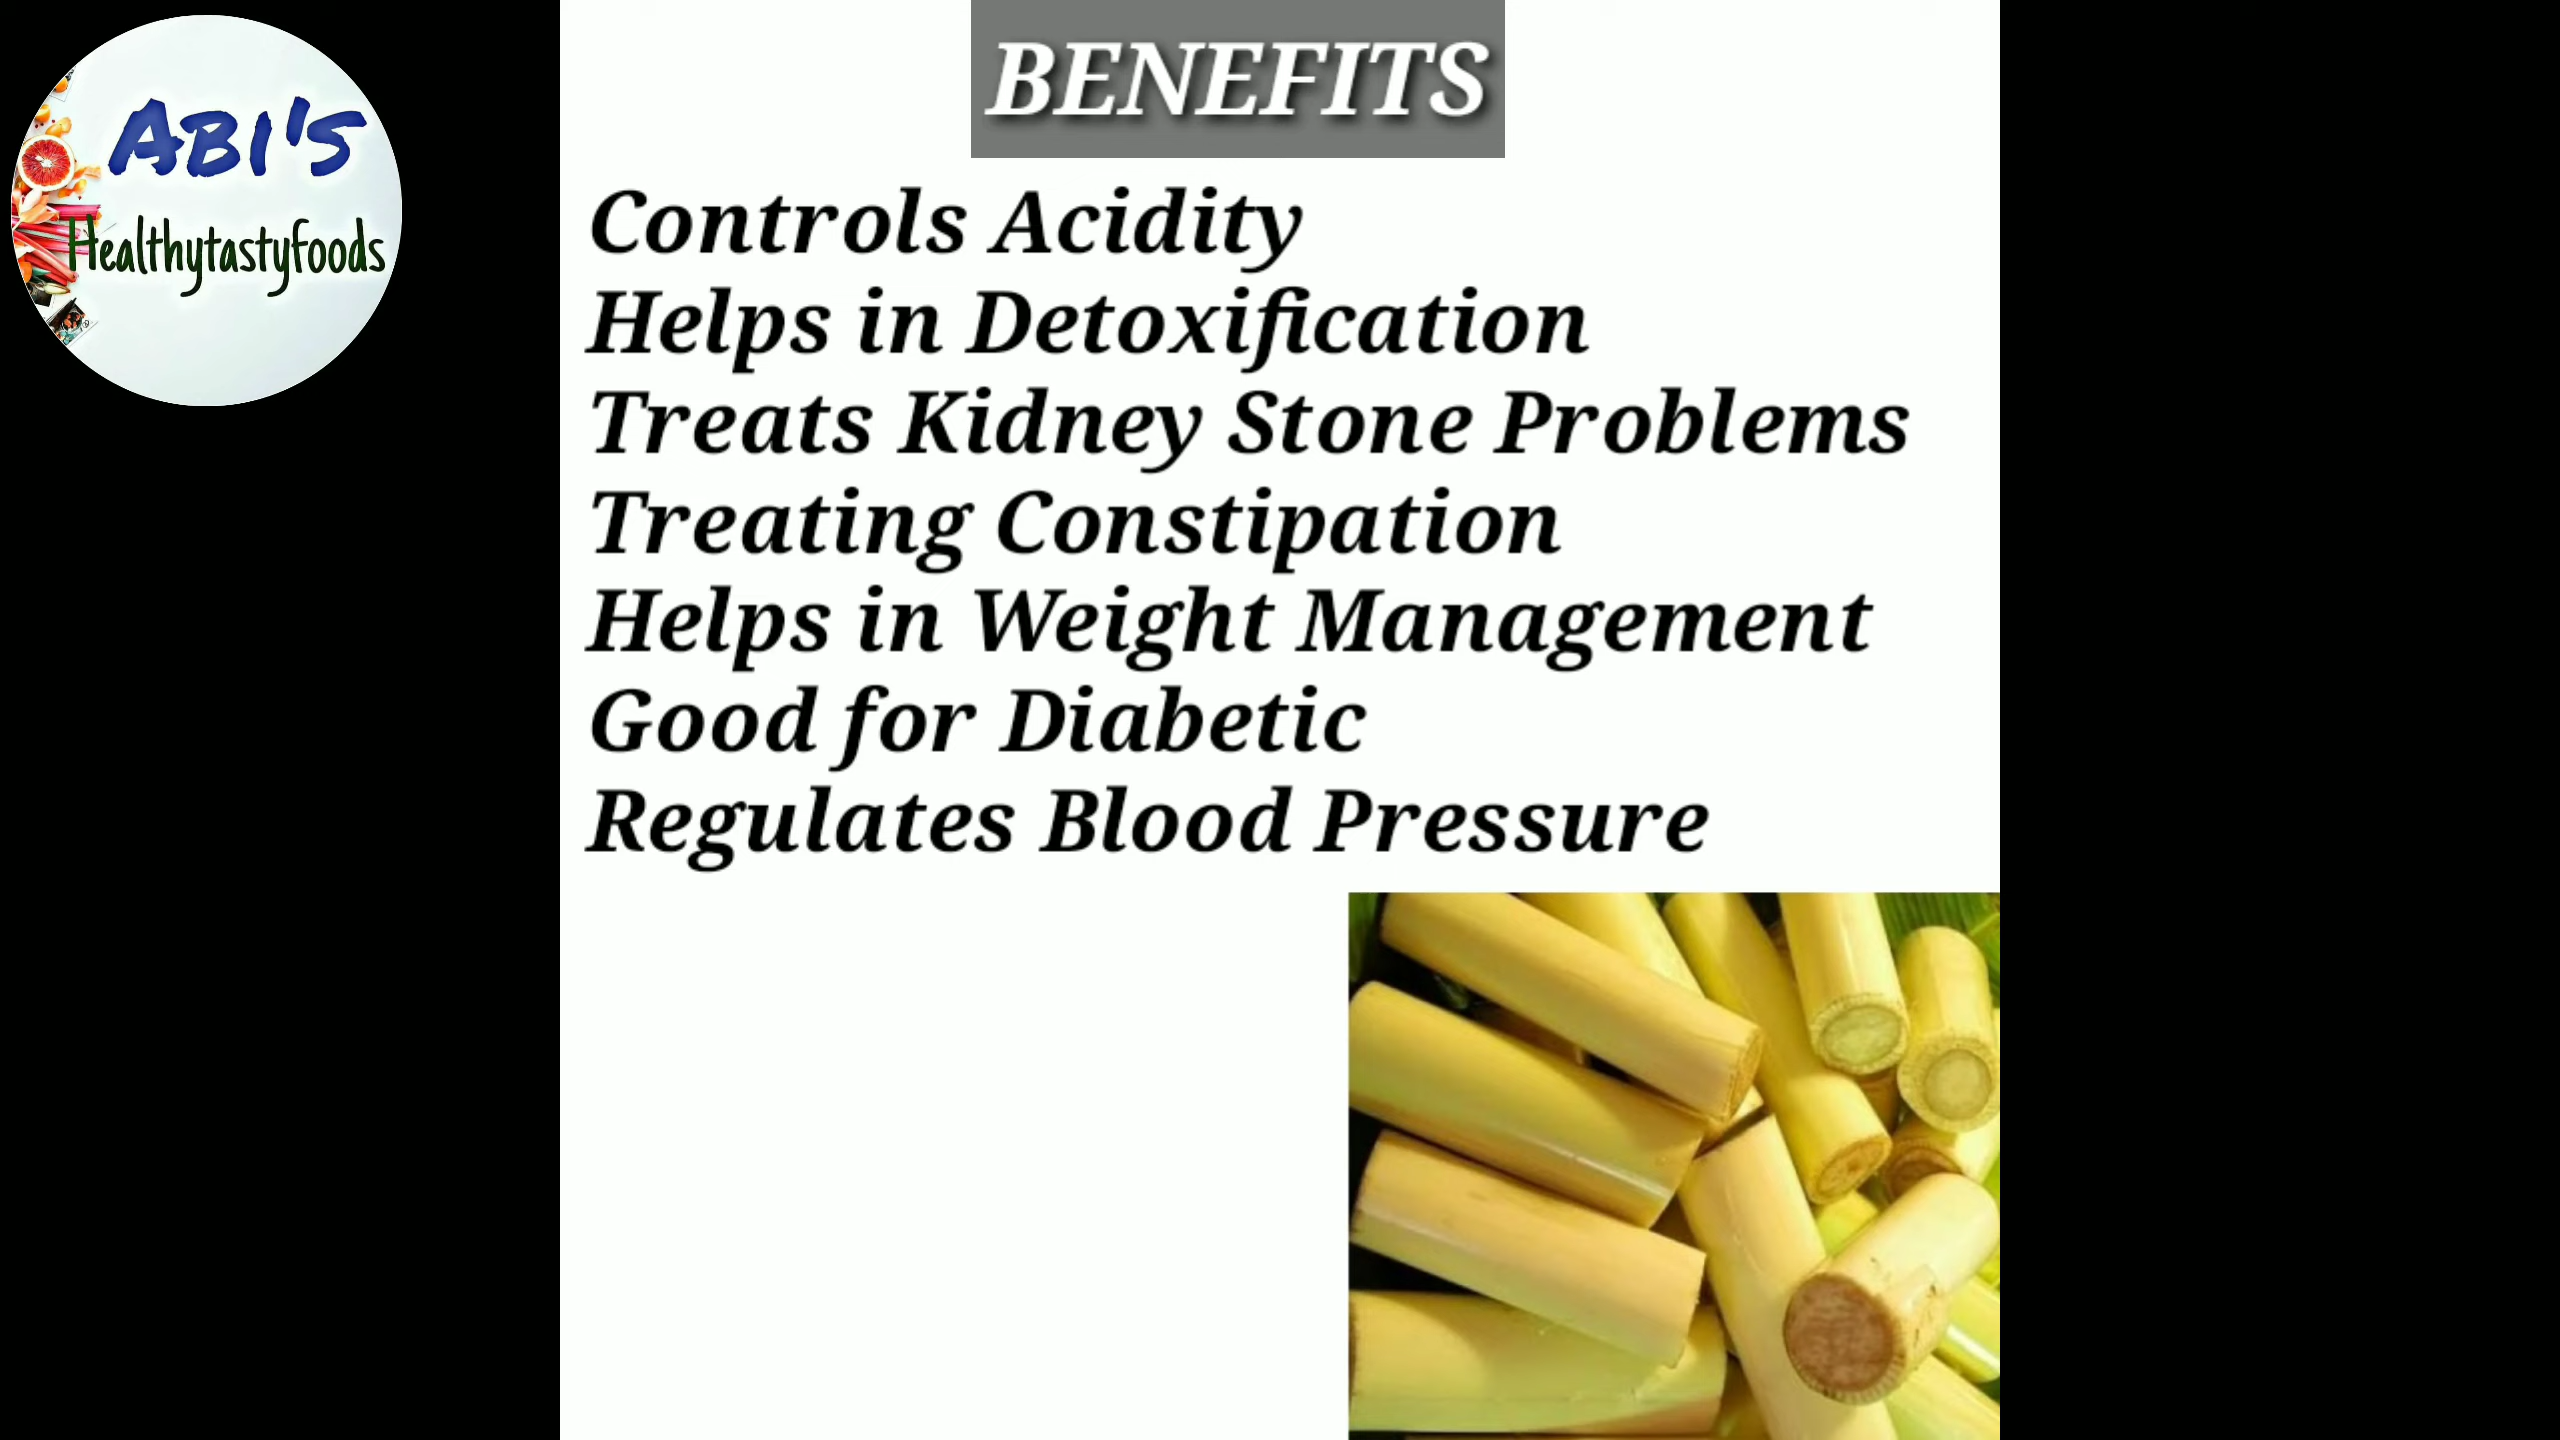 ABI'S
Healthytastyfoods
BENEFITS
Controls Acidity
Helps in Detoxification
Treats Kidney Stone Problems
Treating Constipation
Helps in Weight Management
Good for Diabetic
Regulates Blood Pressure